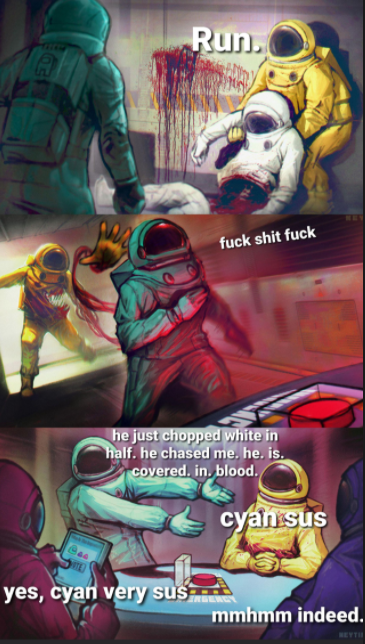 Run.
fuck shit fuck
he just chopped white in
half. he chased me. he. is.
covered. in. blood.
cyan sus
yes, cyan very sus
mmhmm indeed.